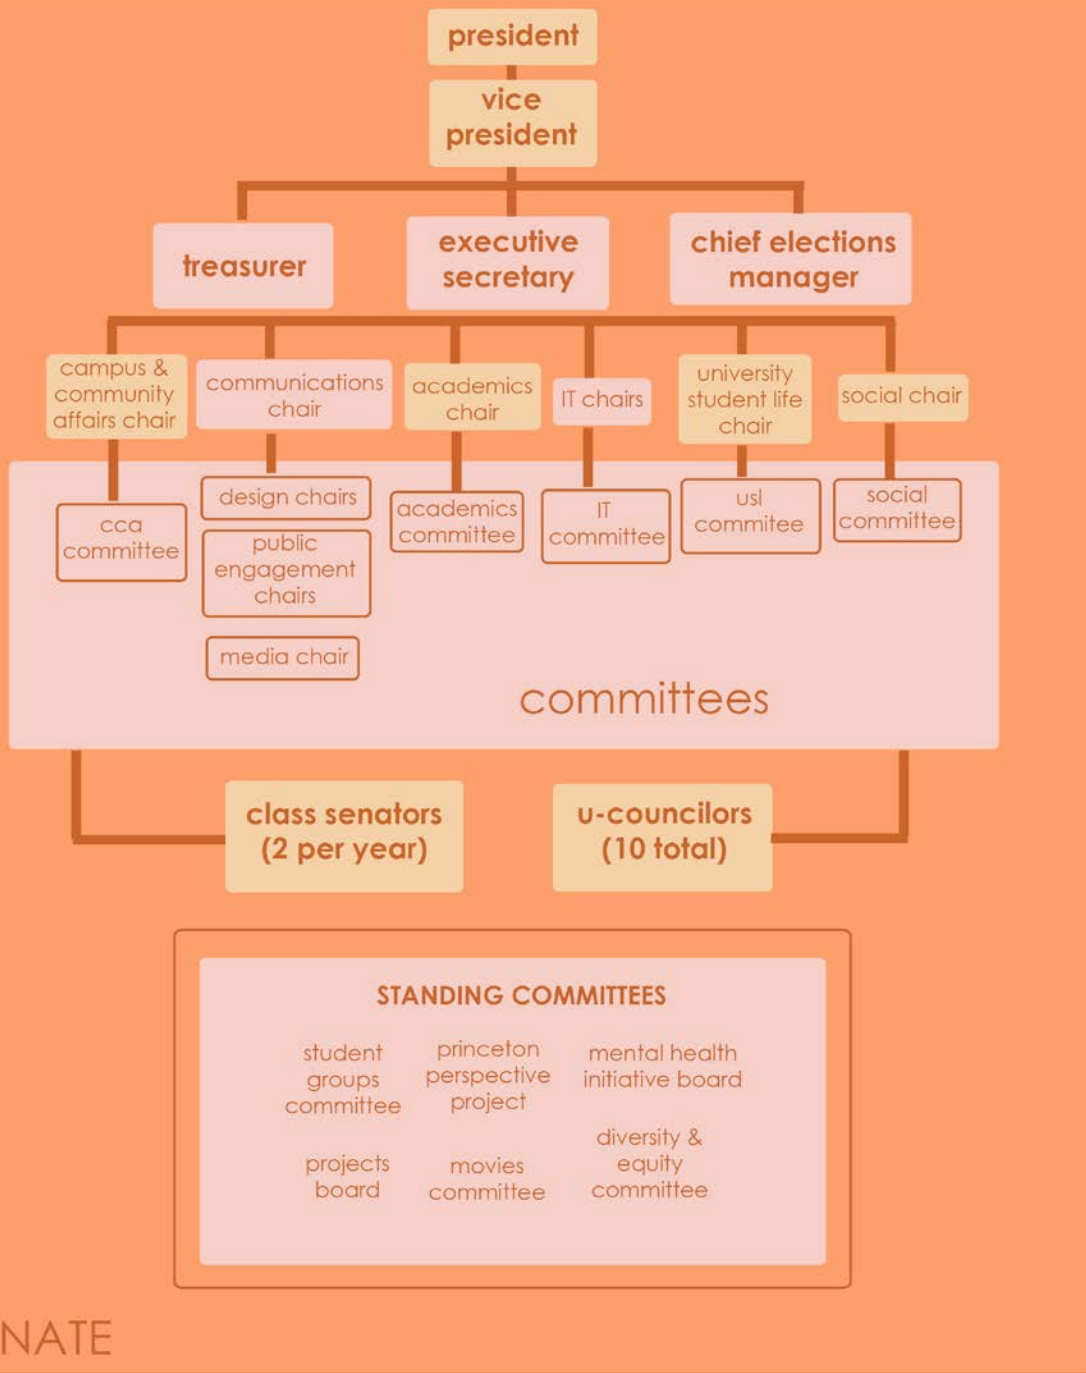 president
vice
president
treasurer
executive
secretary
chief elections
manager
campus &
community
affairs chair
communications
chair
academics
chair
IT chairs
university
student life
chair
social chair
cca
committee
design chairs
public
engagement
chairs
media chair
academics
committee
IT
committee
usl
commitee
social
committee
committees
class senators
(2 per year)
u-councilors
(10 total)
STANDING COMMITTEES
student
groups
committee
princeton
perspective
project
mental health
initiative board
projects
board
movies
committee
diversity &
equity
committee
NATE